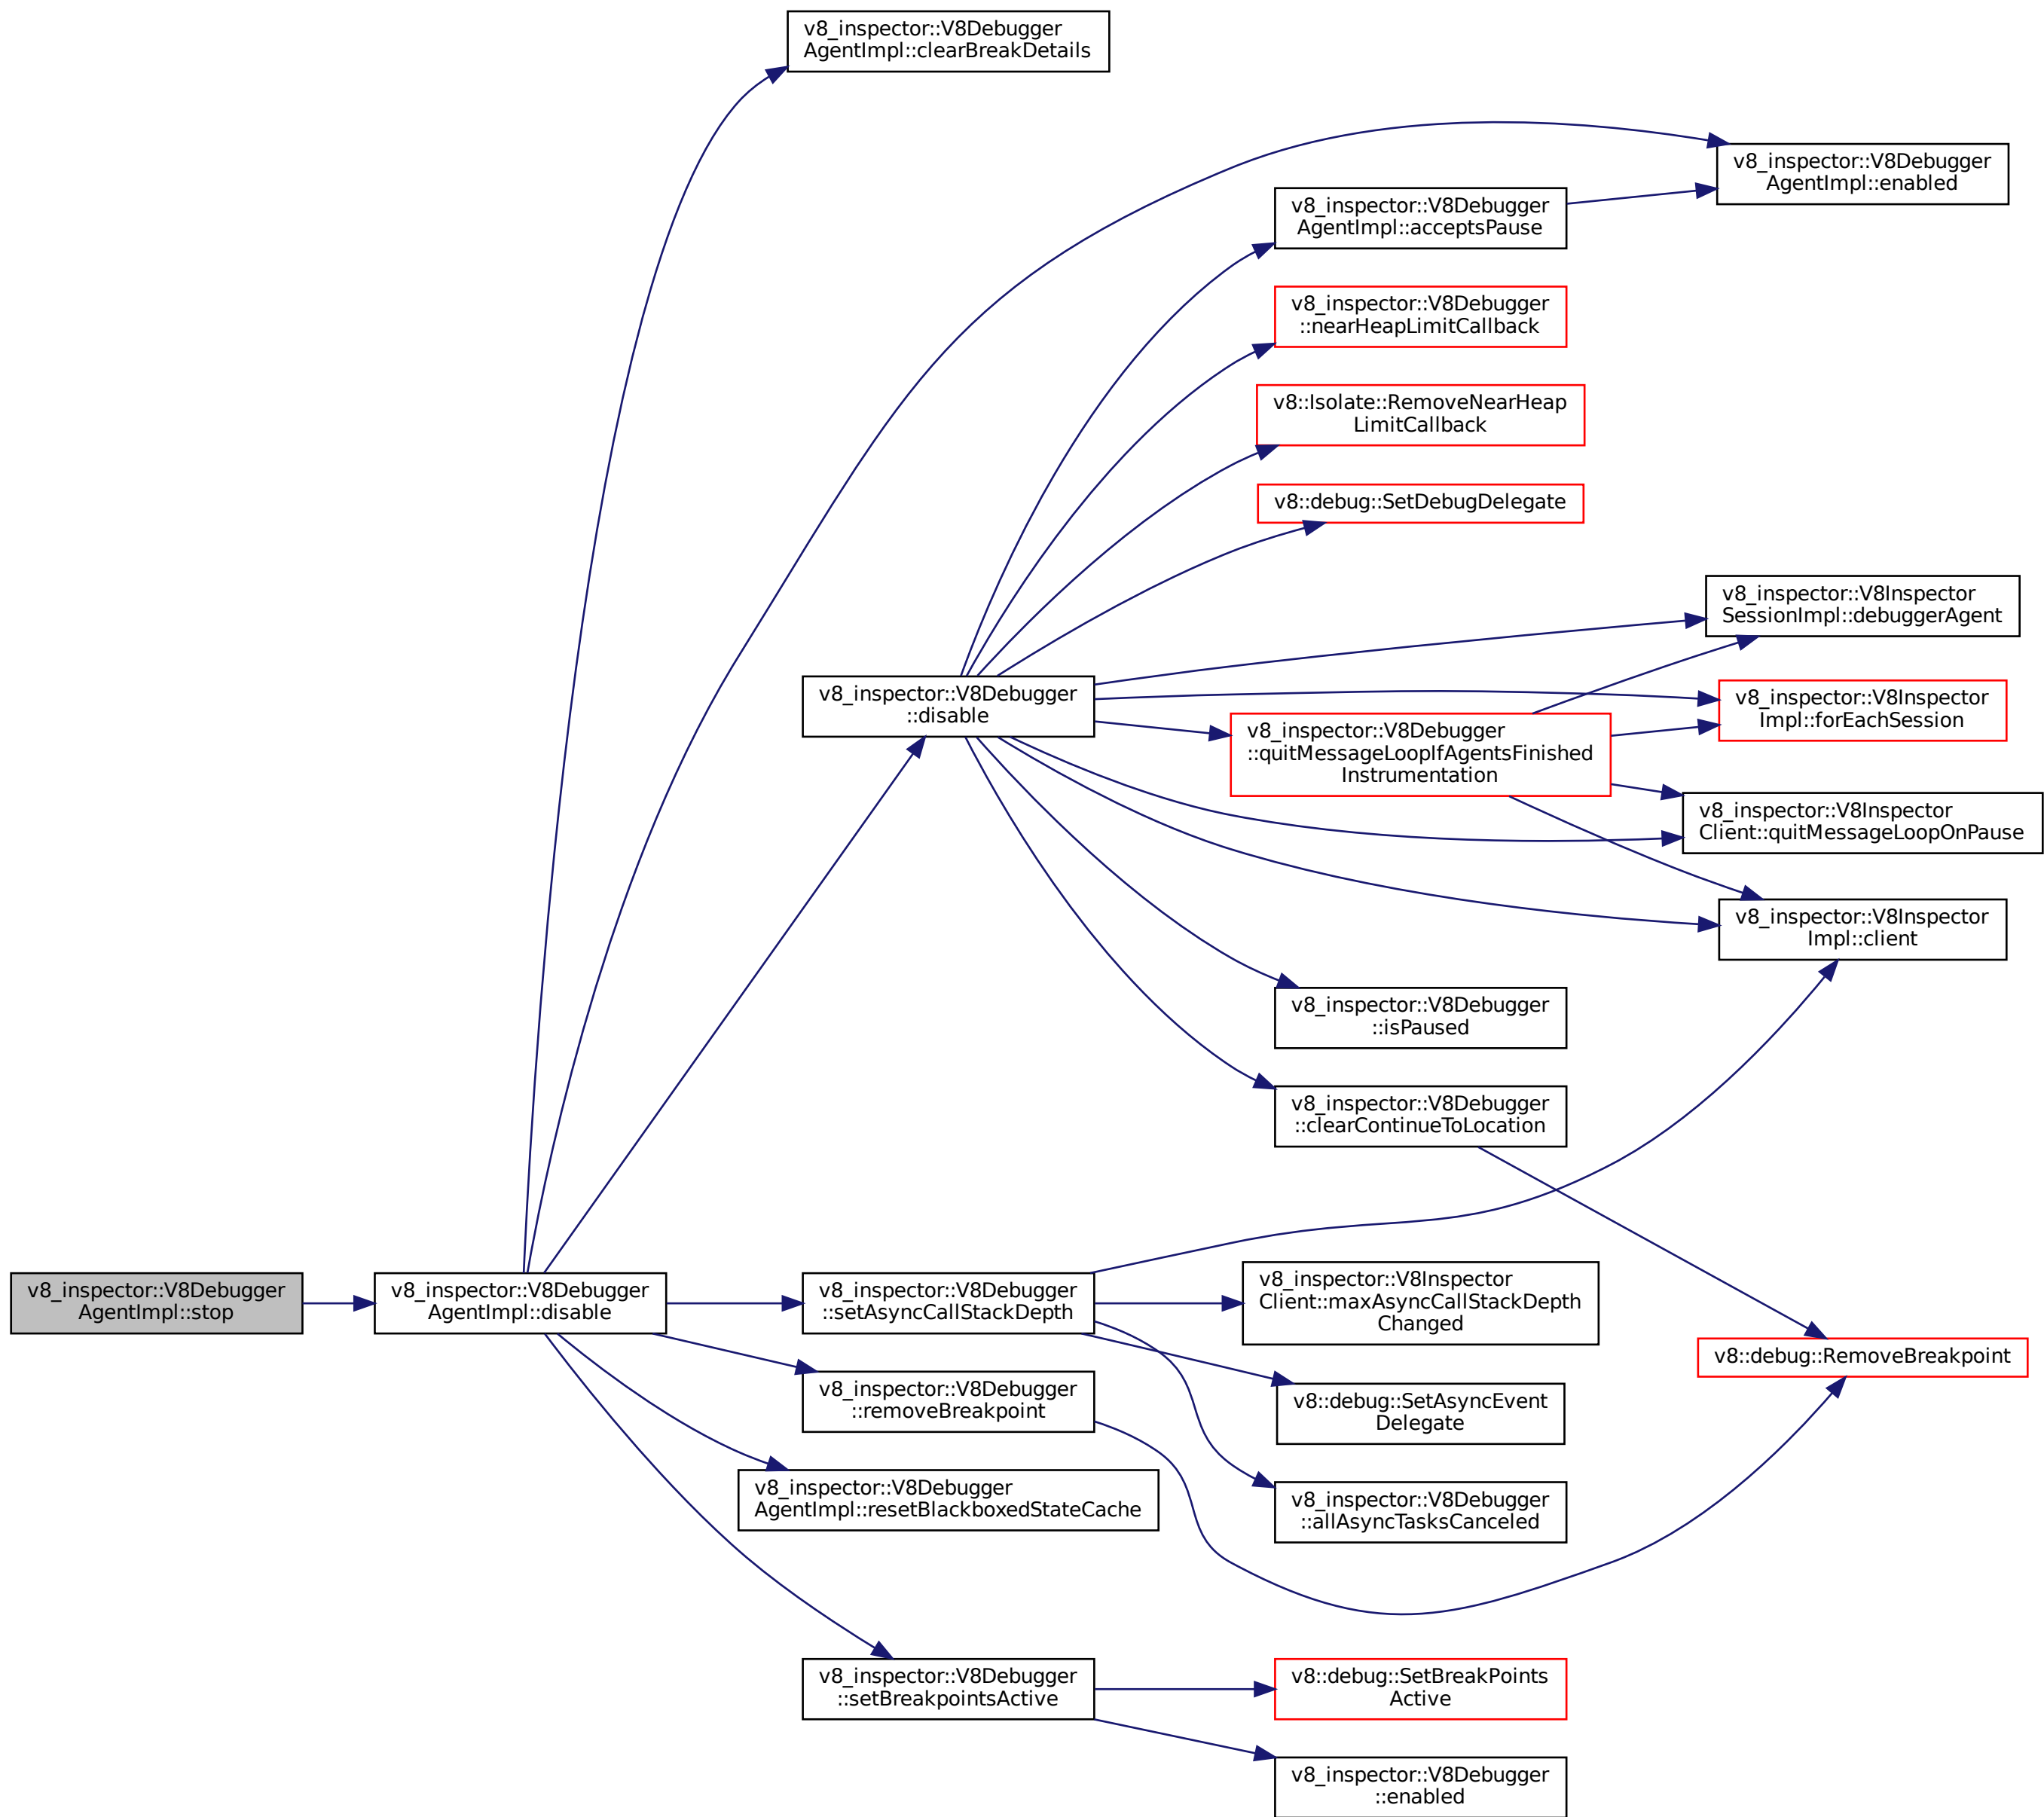 v8_inspector::V8Debugger
AgentImpl::clearBreakDetails
v8_inspector::V8Debugger
AgentImpl::enabled
v8_inspector::V8Debugger
AgentImpl::acceptsPause
v8_inspector::V8Debugger
::nearHeapLimitCallback
v8::Isolate::RemoveNearHeap
LimitCallback
v8::debug::SetDebugDelegate
v8_inspector::V8Inspector
SessionImpl::debuggerAgent
v8_inspector::V8Debugger
::disable
v8_inspector::V8Inspector
Impl::forEachSession
v8_inspector::V8Debugger
::quitMessageLoopIfAgentsFinished
Instrumentation
v8_inspector::V8Inspector
Client::quitMessageLoopOnPause
v8_inspector::V8Inspector
Impl::client
v8_inspector::V8Debugger
::isPaused
v8_inspector::V8Debugger
::clearContinueToLocation
v8_inspector::V8Debugger
AgentImpl::stop
v8_inspector::V8Debugger
AgentImpl::disable
v8_inspector::V8Debugger
::setAsyncCallStackDepth
v8_inspector::V8Inspector
Client::maxAsyncCallStackDepth
Changed
v8::debug::RemoveBreakpoint
v8_inspector::V8Debugger
::removeBreakpoint
v8::debug::SetAsyncEvent
Delegate
v8_inspector::V8Debugger
AgentImpl::resetBlackboxedStateCache
v8_inspector::V8Debugger
::allAsyncTasksCanceled
v8_inspector::V8Debugger
::setBreakpointsActive
v8::debug::SetBreakPoints
Active
v8_inspector::V8Debugger
::enabled